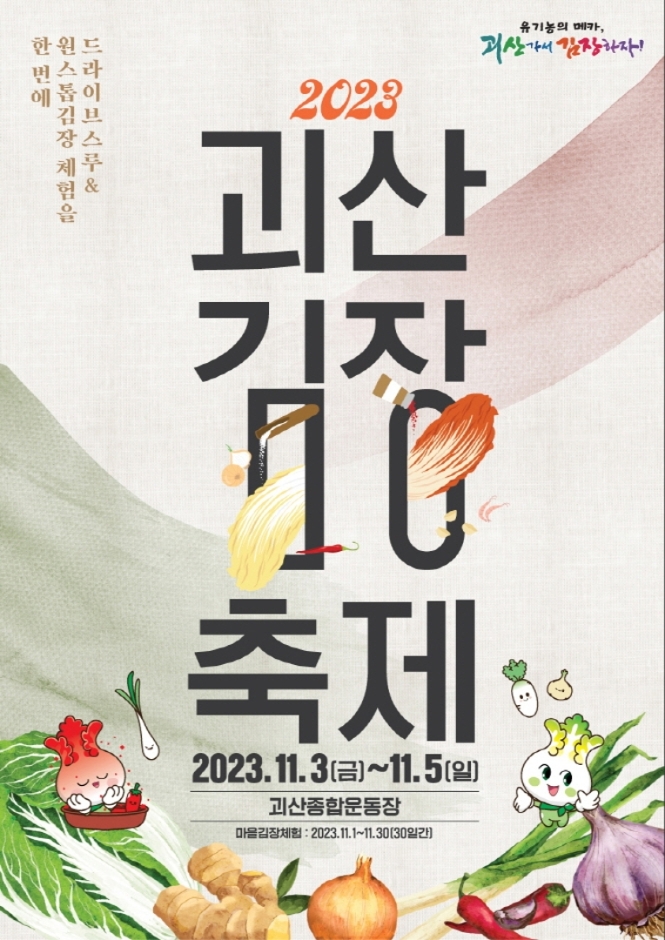 유기농의 메카,
괴산가서 김장하자!
드라이브스루&
원스톱김장 체험을
한 번에
2023
괴산
김장
축제
2023. 11. 3(금)~11. 5(일)
괴산종합운동장
마을김장체험 : 2023.11.1~11.30(30일간)